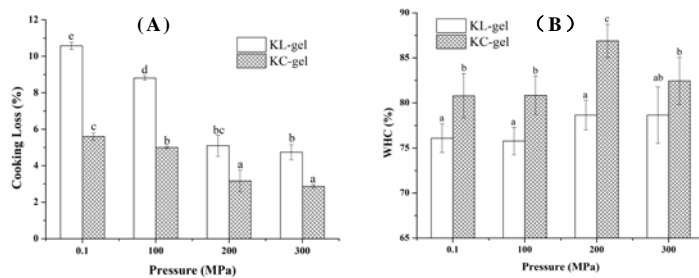 (A)
KL-gel
KC-gel
12
10
8
6
4
2
0
e
c
d
b
bc
a
b
a
0.1
100
200
300
Cooking Loss (%)
Pressure (MPa)
（B）
KL-gel
KC-gel
90
85
80
75
70
65
a
b
a
b
a
c
ab
b
0.1
100
200
300
WHC (%)
Pressure (MPa)